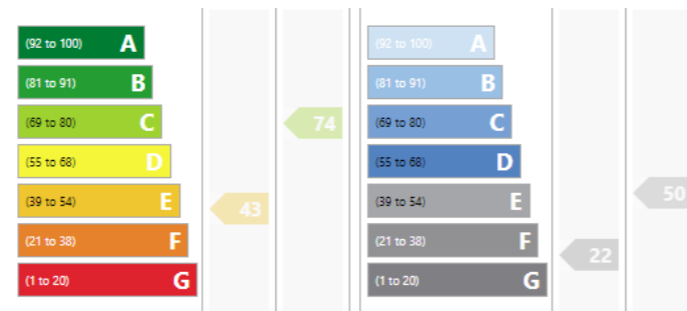 (92 to 100) A
(81 to 91) B
(69 to 80) C
74
(55 to 68) D
(39 to 54) E
43
(21 to 38) F
(1 to 20) G
(92 to 100) A
(81 to 91) B
(69 to 80) C
(55 to 68) D
(39 to 54) E
50
(21 to 38) F
22
(1 to 20) G